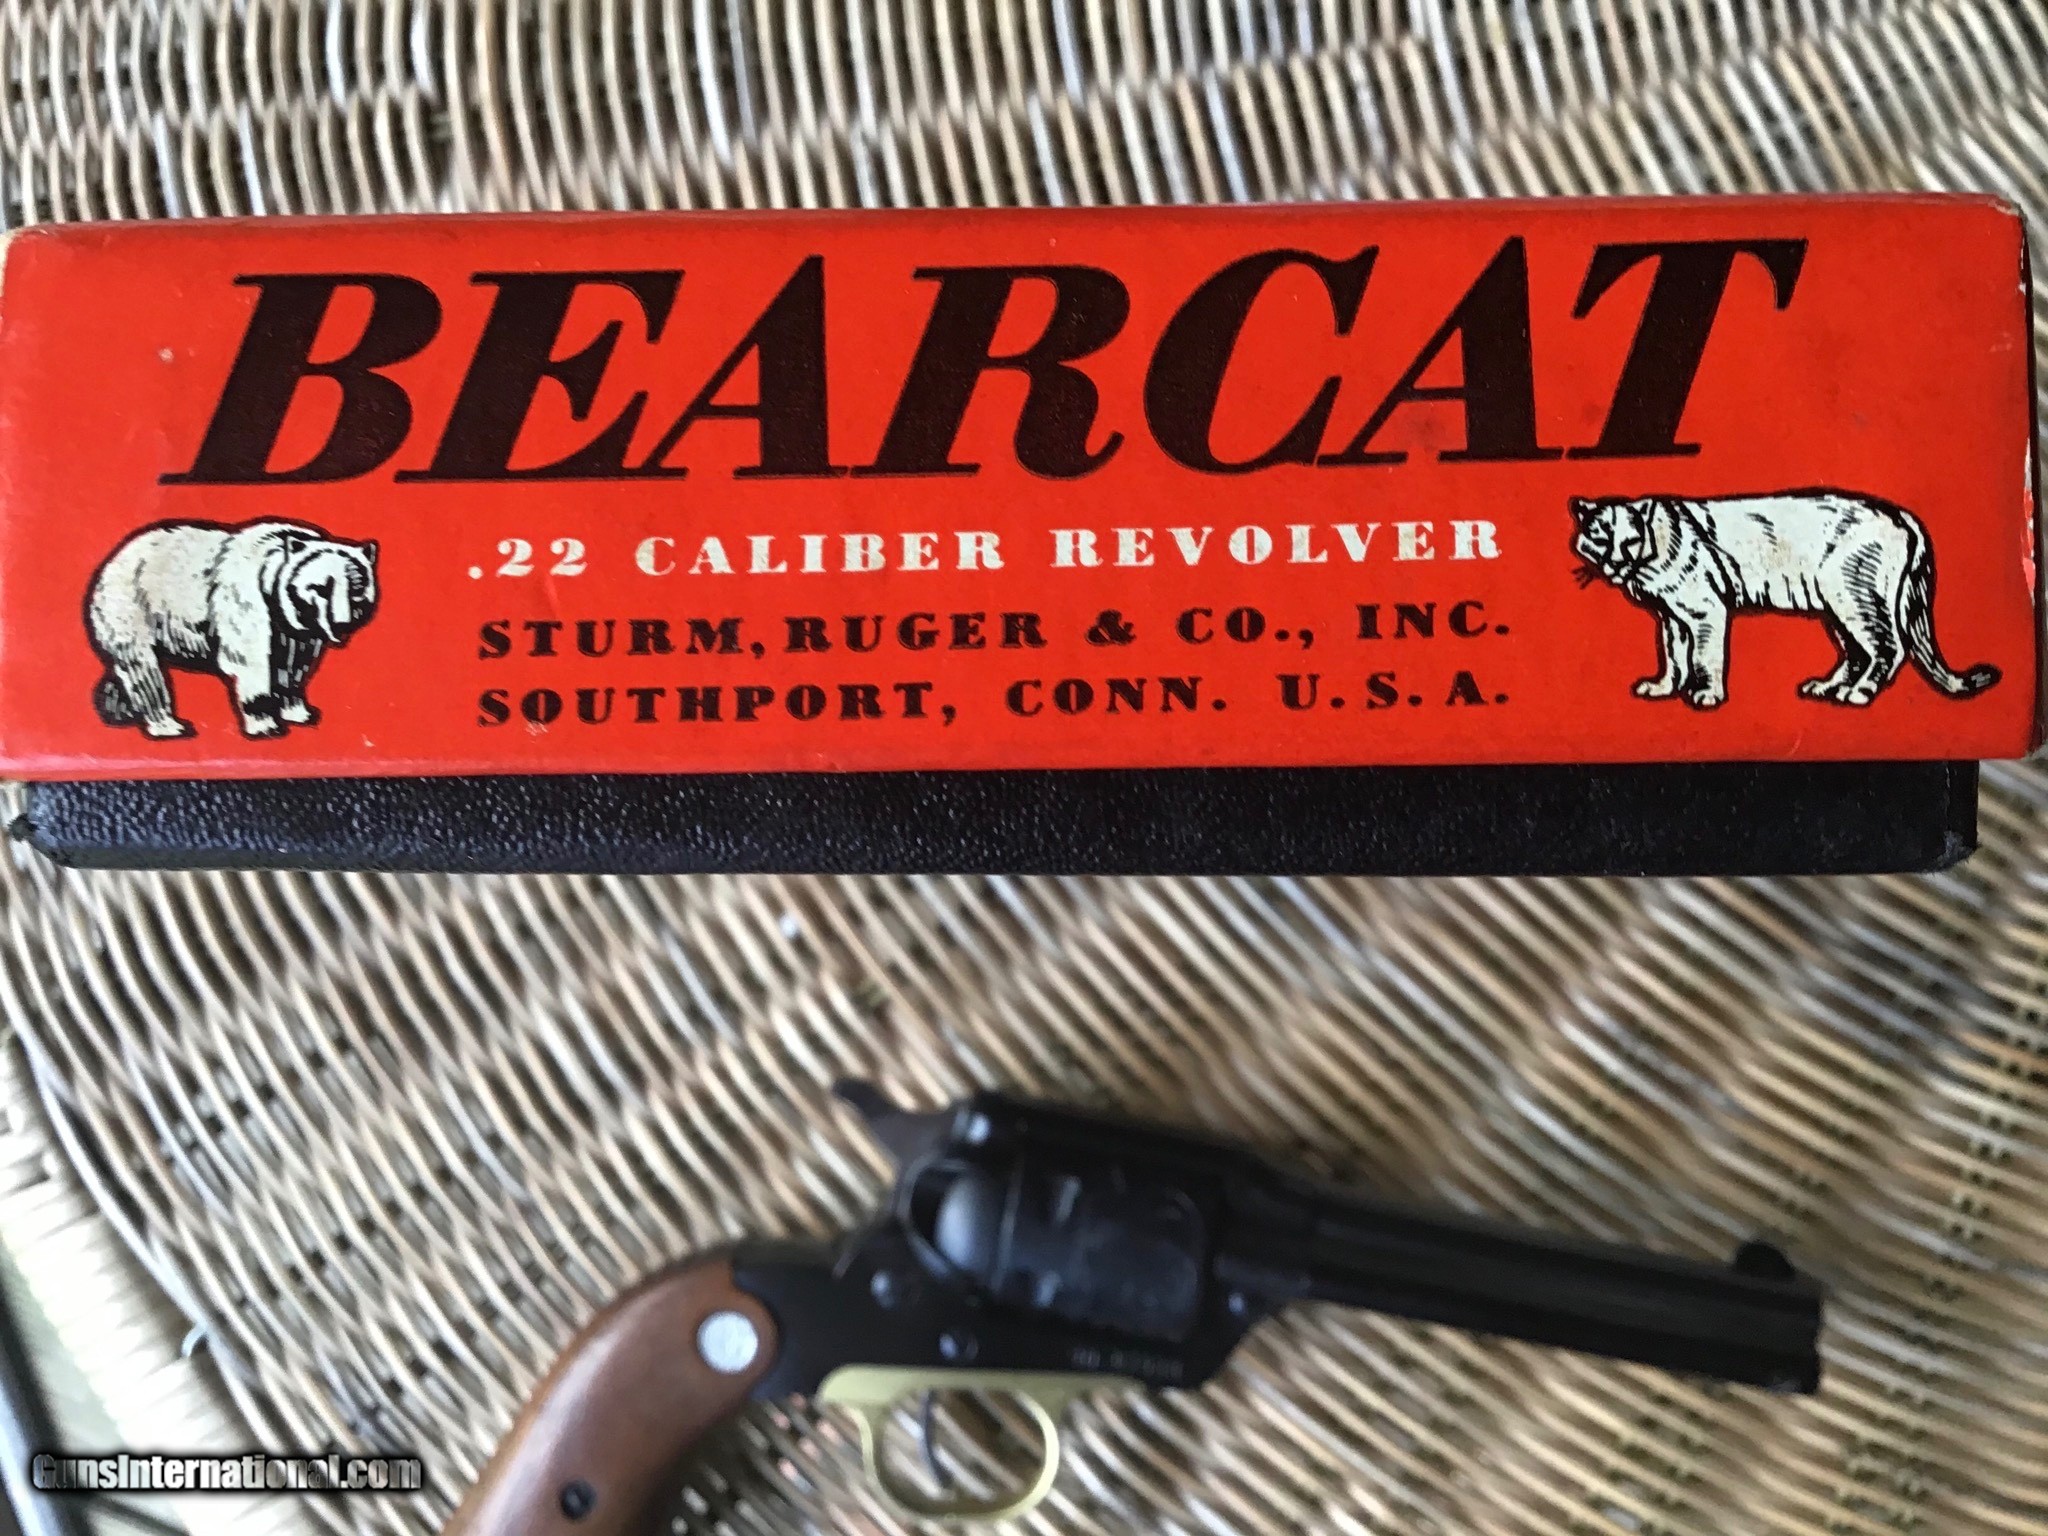 BEARCAT
.22 CALIBER REVOLVER
STURM, RUGER & CO., INC.
SOUTHPORT, CONN. U.S.A.
GunsInternational.com